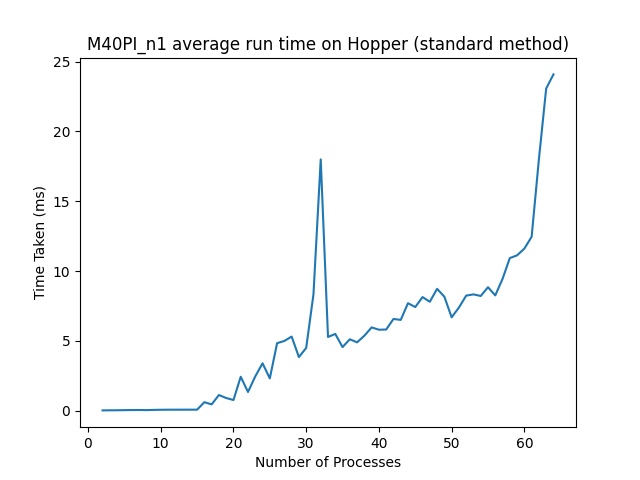 M40PI_n1 average run time on Hopper (standard method)
25
20
15
10
5
0
Time Taken (ms)
0 10 20 30 40 50 60
Number of Processes